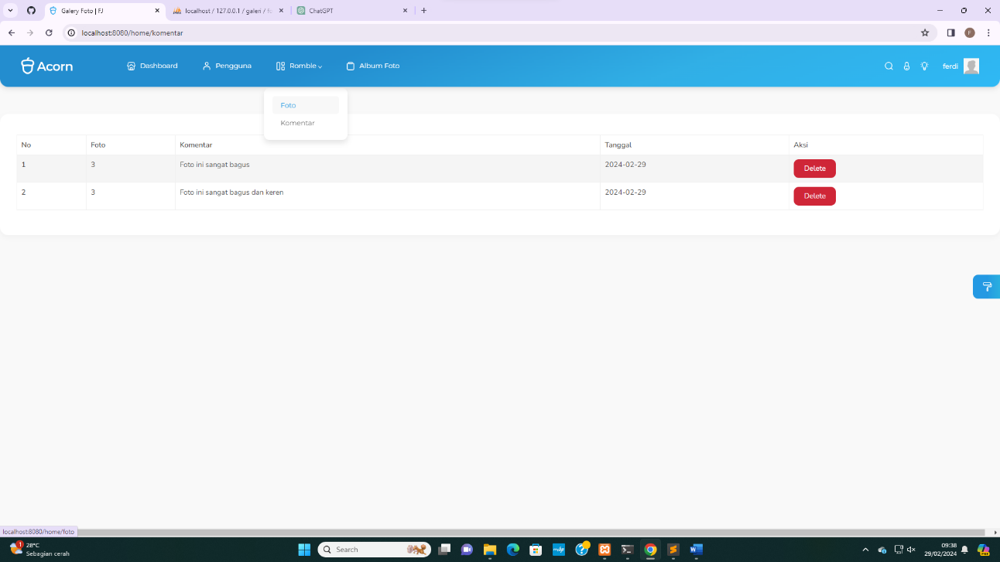 Galery Foto | FJ
localhost / 127.0.0.1 / galeri / fo
ChatGPT
localhost:8080/home/komentar
Acorn
Dashboard
Pengguna
Romble
Album Foto
ferdi
Foto
Komentar
No Foto Komentar Tanggal Aksi
1 3 Foto ini sangat bagus 2024-02-29 Delete
2 3 Foto ini sangat bagus dan keren 2024-02-29 Delete
localhost:8080/home/foto
1
28°C
Sebagian cerah
Search
09:38
29/02/2024